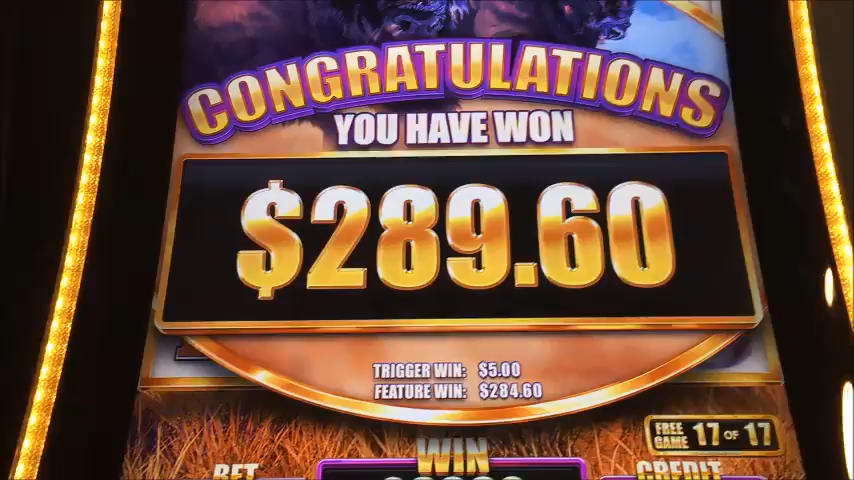 CONGRATULATIONS
YOU HAVE WON
$289.60
TRIGGER WIN: $5.00
FEATURE WIN: $284.60
FREE GAME 17 OF 17
BET
WIN
CREDIT